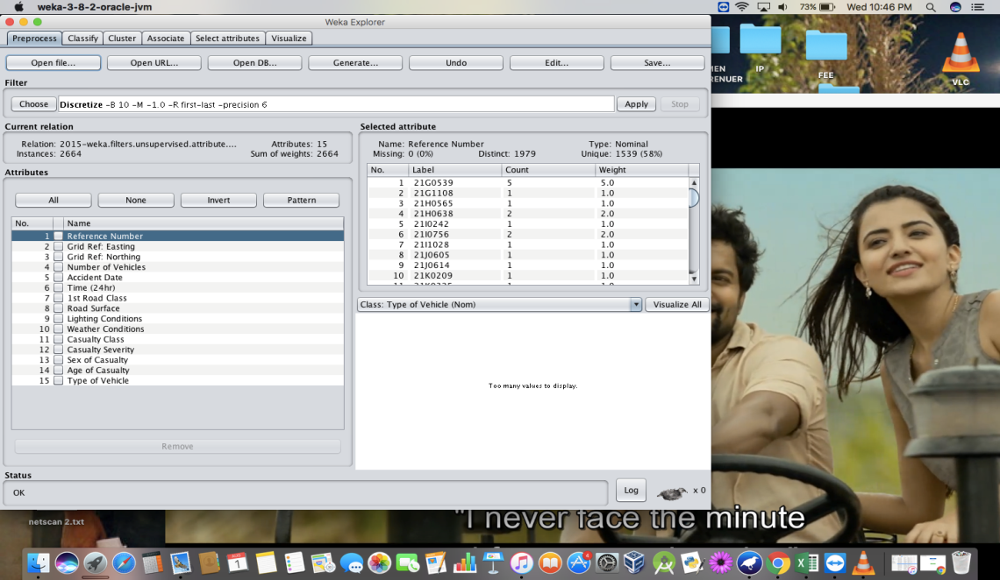 weka-3-8-2-oracle-jvm
73%
Wed 10:46 PM
Weka Explorer
Preprocess Classify Cluster Associate Select attributes Visualize
Open file... Open URL... Open DB... Generate... Undo Edit... Save...
Filter
Choose Discretize -B 10 -M -1.0 -R first-last -precision 6 Apply Stop
Current relation
Relation: 2015-weka.filters.unsupervised.attribute.... Attributes: 15
Instances: 2664 Sum of weights: 2664
Attributes
All None Invert Pattern
No. Name
1 Reference Number
2 Grid Ref: Easting
3 Grid Ref: Northing
4 Number of Vehicles
5 Accident Date
6 Time (24hr)
7 1st Road Class
8 Road Surface
9 Lighting Conditions
10 Weather Conditions
11 Casualty Class
12 Casualty Severity
13 Sex of Casualty
14 Age of Casualty
15 Type of Vehicle
Remove
Selected attribute
Name: Reference Number Type: Nominal
Missing: 0 (0%) Distinct: 1979 Unique: 1539 (58%)
No. Label Count Weight
1 21G0539 5 5.0
2 21G1108 1 1.0
3 21H0565 1 1.0
4 21H0638 2 2.0
5 21I0242 1 1.0
6 21I0756 2 2.0
7 21I1028 1 1.0
8 21J0605 1 1.0
9 21J0614 1 1.0
10 21K0209 1 1.0
Class: Type of Vehicle (Nom) Visualize All
Too many values to display.
Status
OK
Log x 0
IP
FEE
VLC
RENUER
"I never face the minute
netscan 2.txt